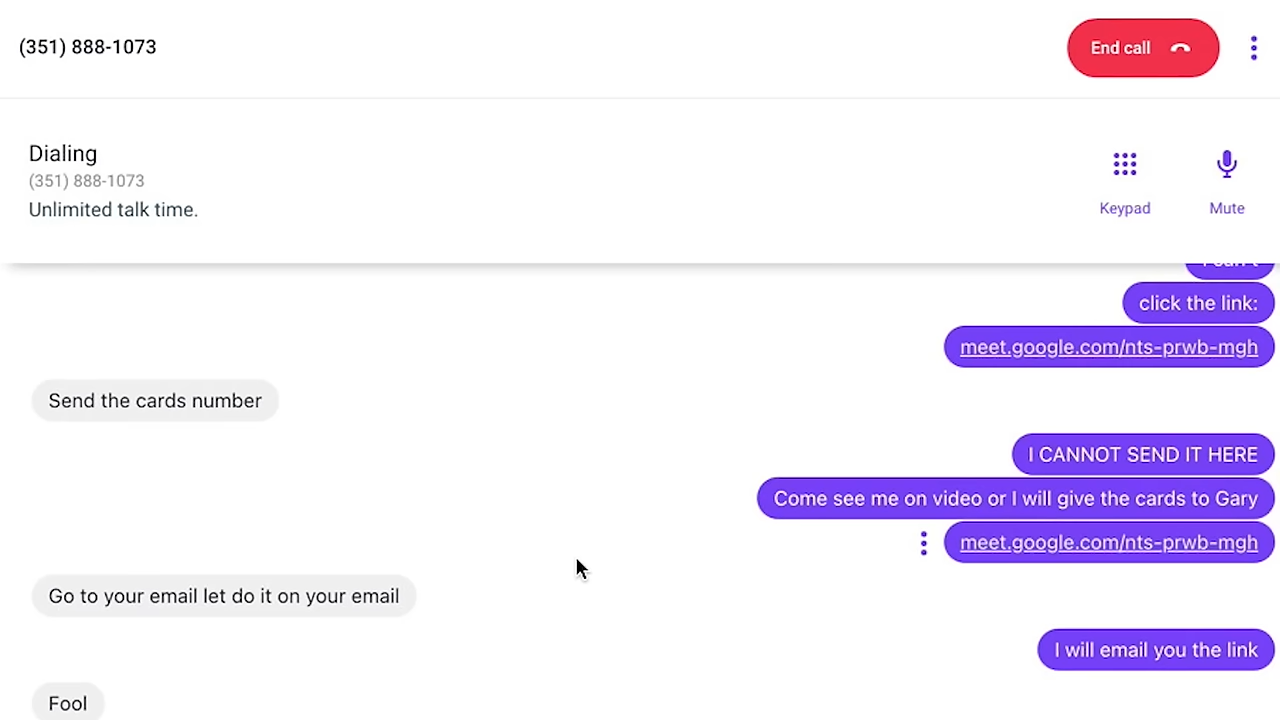 (351) 888-1073
End call
Dialing
(351) 888-1073
Unlimited talk time.
Keypad
Mute
click the link:
meet.google.com/nts-prwb-mgh
Send the cards number
I CANNOT SEND IT HERE
Come see me on video or I will give the cards to Gary
meet.google.com/nts-prwb-mgh
Go to your email let do it on your email
I will email you the link
Fool